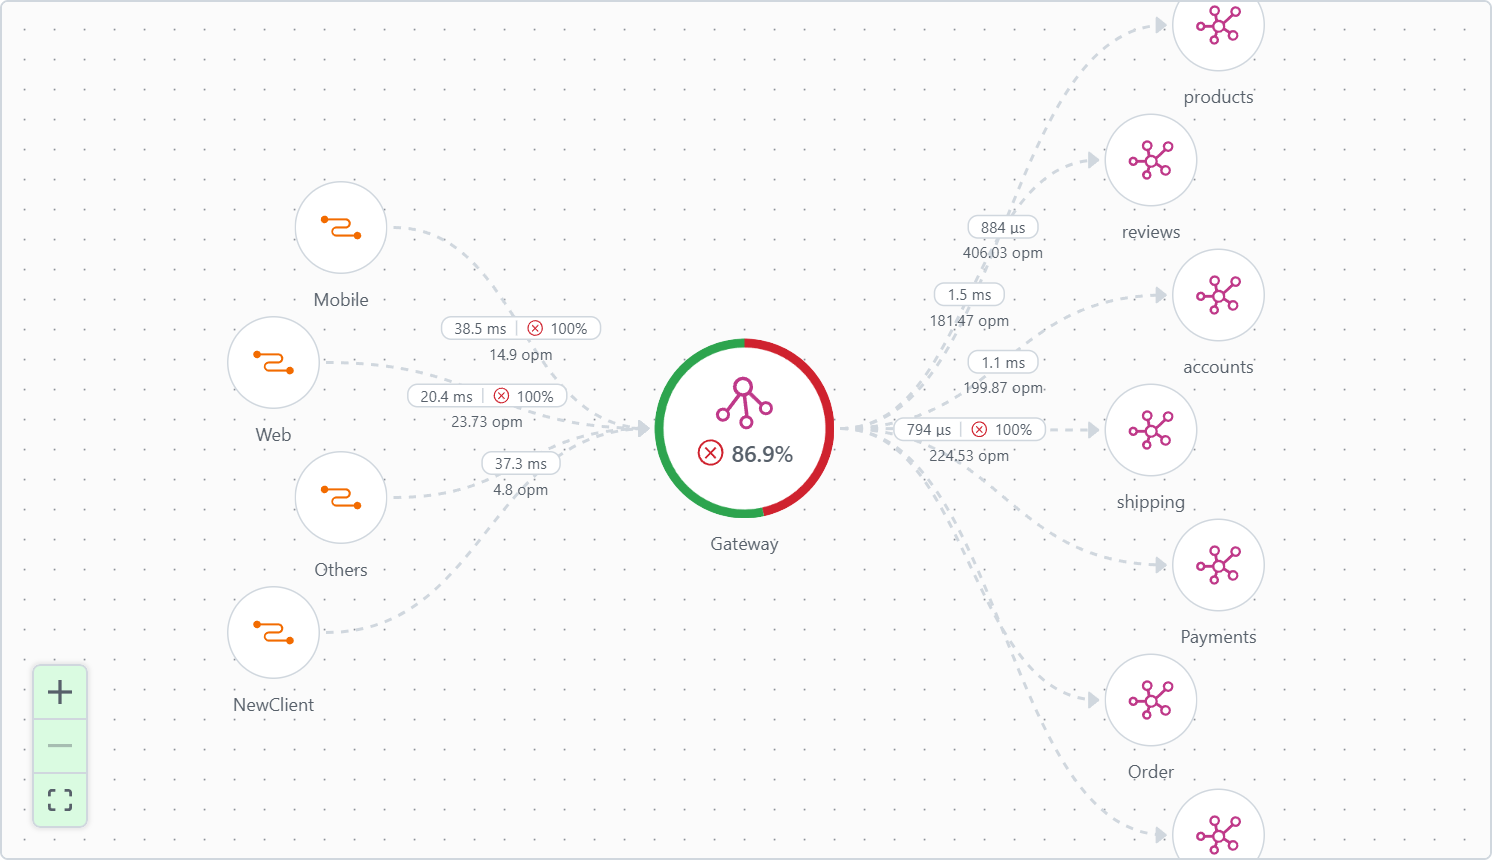 products
reviews
884 µs
406.03 opm
Mobile
1.5 ms
181.47 opm
38.5 ms 100%
14.9 opm
1.1 ms
199.87 opm
accounts
20.4 ms 100%
23.73 opm
Web
794 µs 100%
224.53 opm
86.9%
37.3 ms
4.8 opm
shipping
Gateway
Others
Payments
NewClient
Order